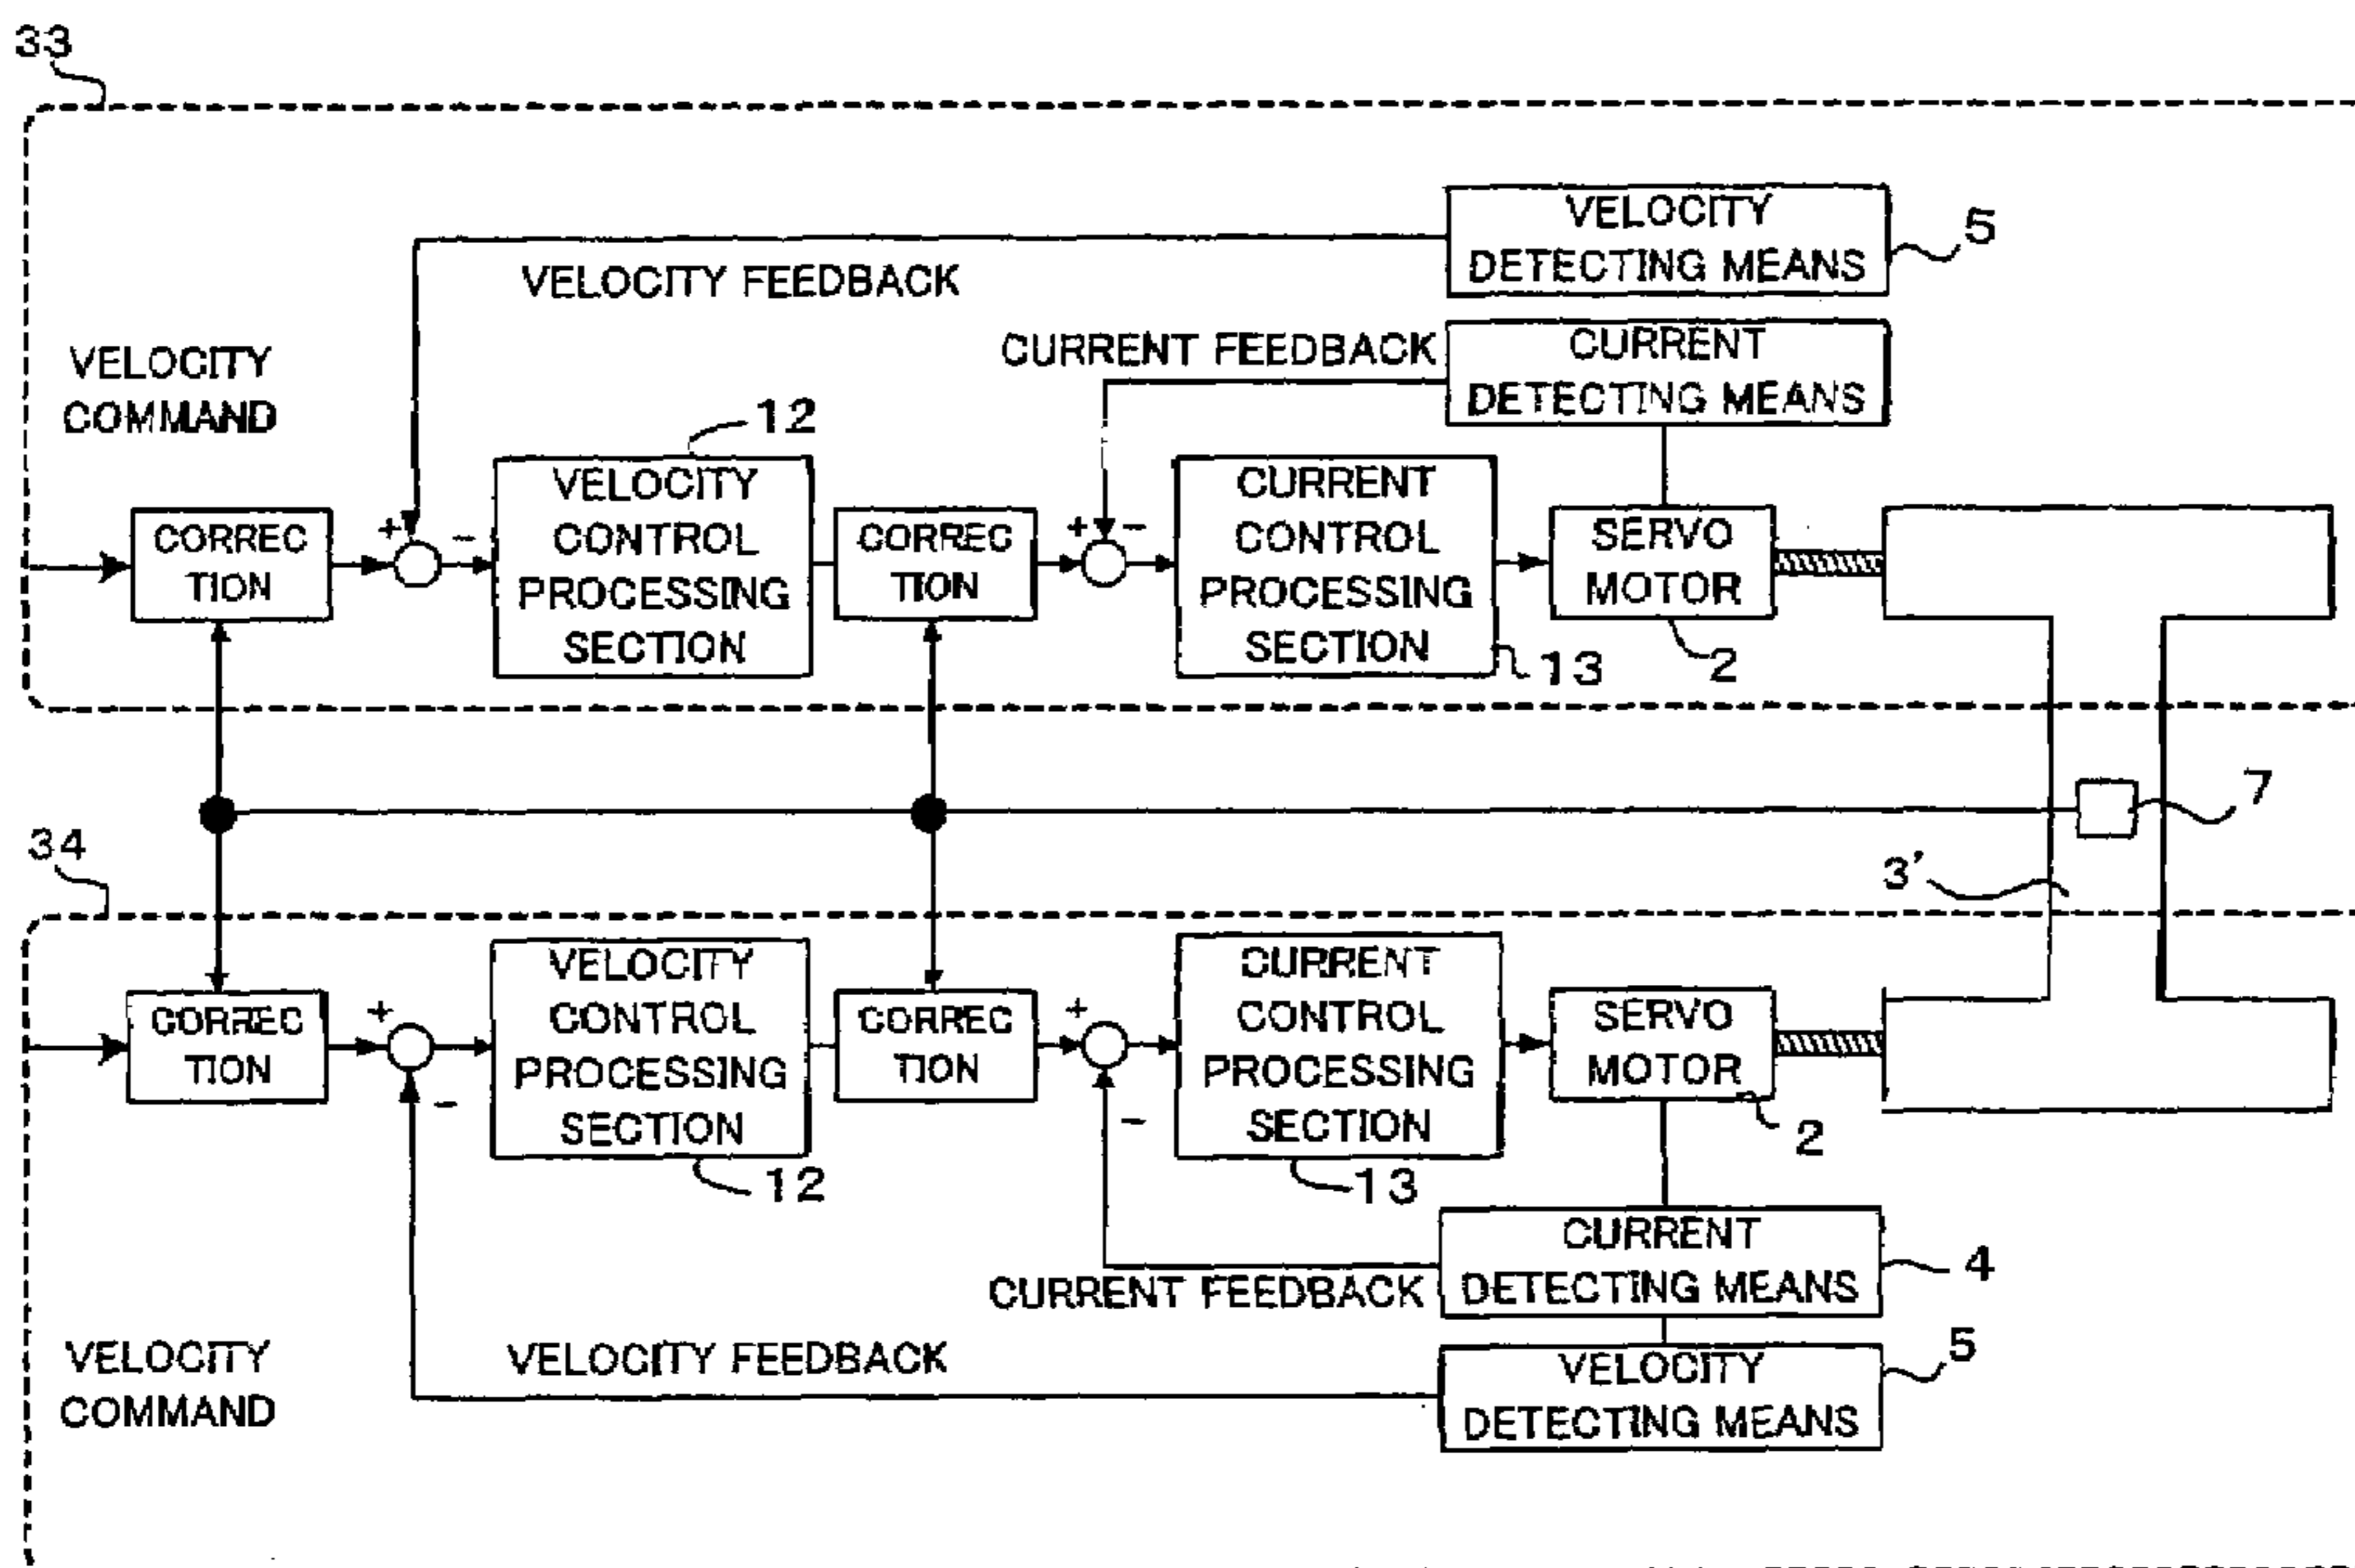 33
VELOCITY
DETECTING MEANS
5
VELOCITY FEEDBACK
CURRENT FEEDBACK
CURRENT
DETECTING MEANS
VELOCITY
COMMAND
12
CORREC
TION
+
−
VELOCITY
CONTROL
PROCESSING
SECTION
CORREC
TION
+
−
CURRENT
CONTROL
PROCESSING
SECTION
13
SERVO
MOTOR
2
7
3'
34
CORREC
TION
+
−
VELOCITY
CONTROL
PROCESSING
SECTION
12
CORREC
TION
+
−
CURRENT
CONTROL
PROCESSING
SECTION
13
SERVO
MOTOR
2
CURRENT
DETECTING MEANS
4
CURRENT FEEDBACK
VELOCITY
DETECTING MEANS
5
VELOCITY FEEDBACK
VELOCITY
COMMAND